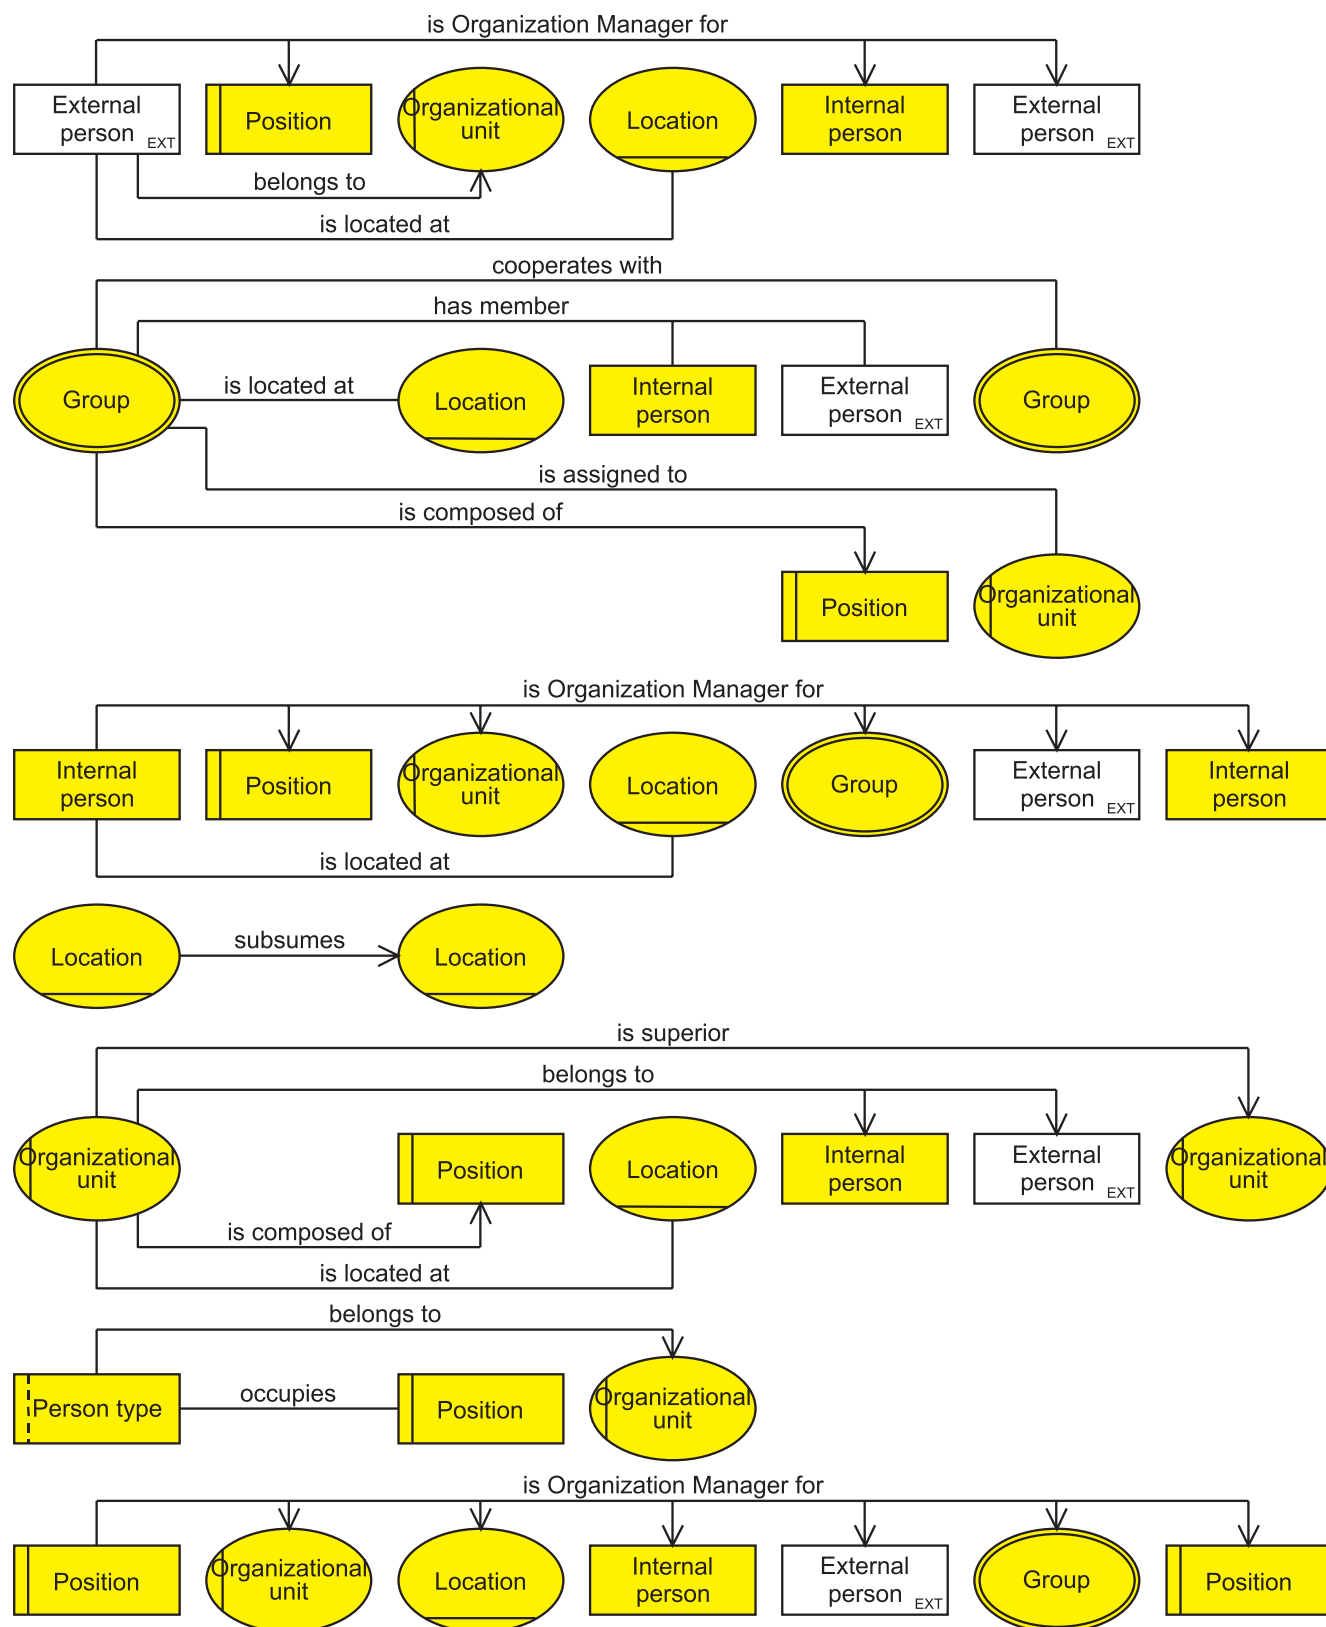 is Organization Manager for
External
person
EXT
Position
Organizational
unit
Location
Internal
person
External
person
EXT
belongs to
is located at
cooperates with
has member
Group
is located at
Location
Internal
person
External
person
EXT
Group
is assigned to
is composed of
Position
Organizational
unit
is Organization Manager for
Internal
person
Position
Organizational
unit
Location
Group
External
person
EXT
Internal
person
is located at
Location
subsumes
Location
is superior
belongs to
Organizational
unit
Position
Location
Internal
person
External
person
EXT
Organizational
unit
is composed of
is located at
belongs to
Person type
occupies
Position
Organizational
unit
is Organization Manager for
Position
Organizational
unit
Location
Internal
person
External
person
EXT
Group
Position